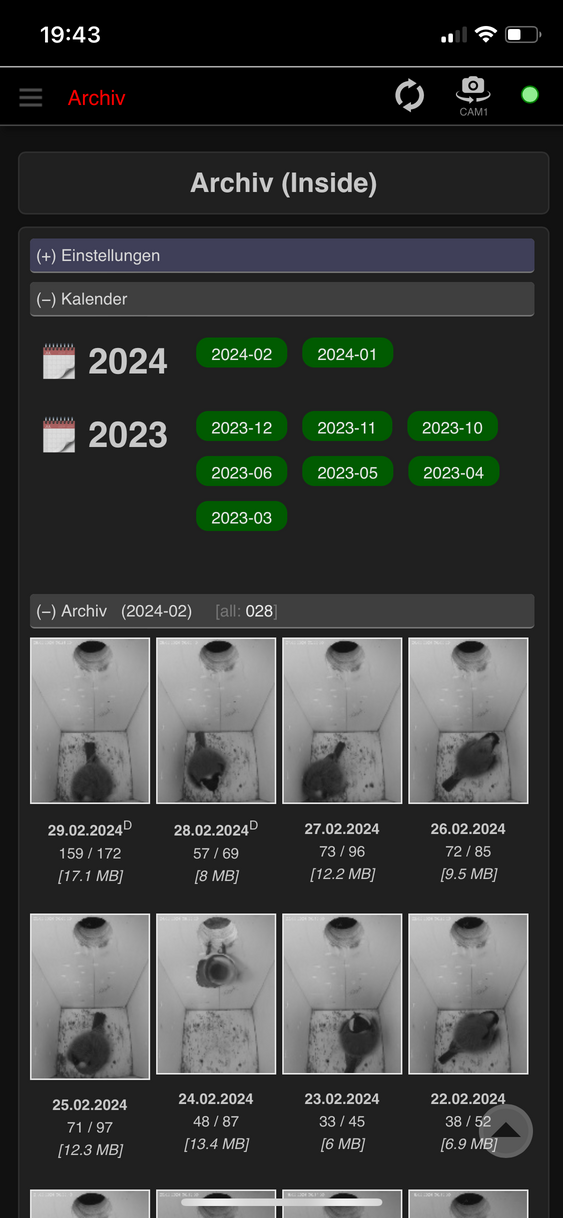 19:43
Archiv
CAM1
Archiv (Inside)
(+) Einstellungen
(−) Kalender
2024 2024-02 2024-01
2023 2023-12 2023-11 2023-10
2023-06 2023-05 2023-04
2023-03
(−) Archiv (2024-02) [all: 028]
29.02.2024D 28.02.2024D 27.02.2024 26.02.2024
159 / 172 57 / 69 73 / 96 72 / 85
[17.1 MB] [8 MB] [12.2 MB] [9.5 MB]
25.02.2024 24.02.2024 23.02.2024 22.02.2024
71 / 97 48 / 87 33 / 45 38 / 52
[12.3 MB] [13.4 MB] [6 MB] [6.9 MB]